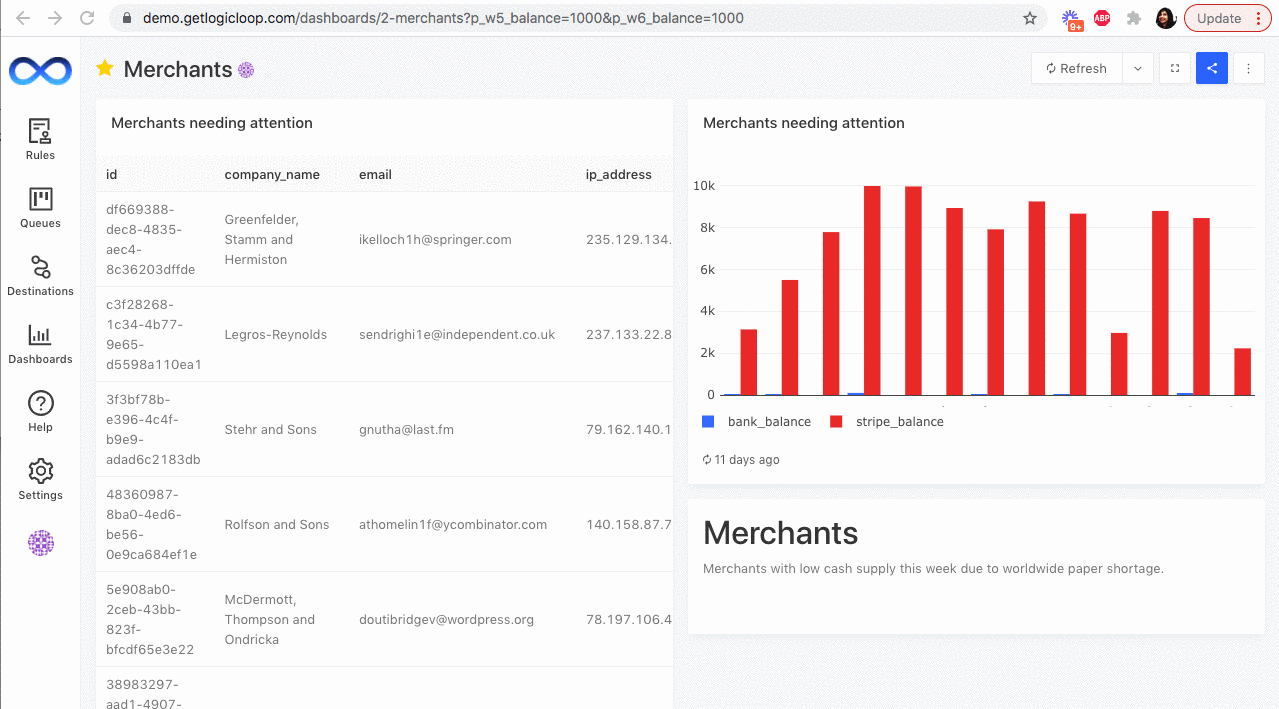 demo.getlogicloop.com/dashboards/2-merchants?p_w5_balance=1000&p_w6_balance=1000
9+
ABP
Update
Merchants
Refresh
Rules
Queues
Destinations
Dashboards
Help
Settings
Merchants needing attention
id
company_name
email
ip_address
df669388-
dec8-4835-
aec4-
8c36203dffde
Greenfelder,
Stamm and
Hermiston
ikelloch1h@springer.com
235.129.134.
c3f28268-
1c34-4b77-
9e65-
d5598a110ea1
Legros-Reynolds
sendrighi1e@independent.co.uk
237.133.22.8
3f3bf78b-
e396-4c4f-
b9e9-
adad6c2183db
Stehr and Sons
gnutha@last.fm
79.162.140.1
48360987-
8ba0-4ed6-
be56-
0e9ca684ef1e
Rolfson and Sons
athomelin1f@ycombinator.com
140.158.87.7
5e908ab0-
2ceb-43bb-
823f-
bfcdf65e3e22
McDermott,
Thompson and
Ondricka
doutibridgev@wordpress.org
78.197.106.4
38983297-
aad1-4907-
Merchants needing attention
10k
8k
6k
4k
2k
0
bank_balance
stripe_balance
11 days ago
Merchants
Merchants with low cash supply this week due to worldwide paper shortage.